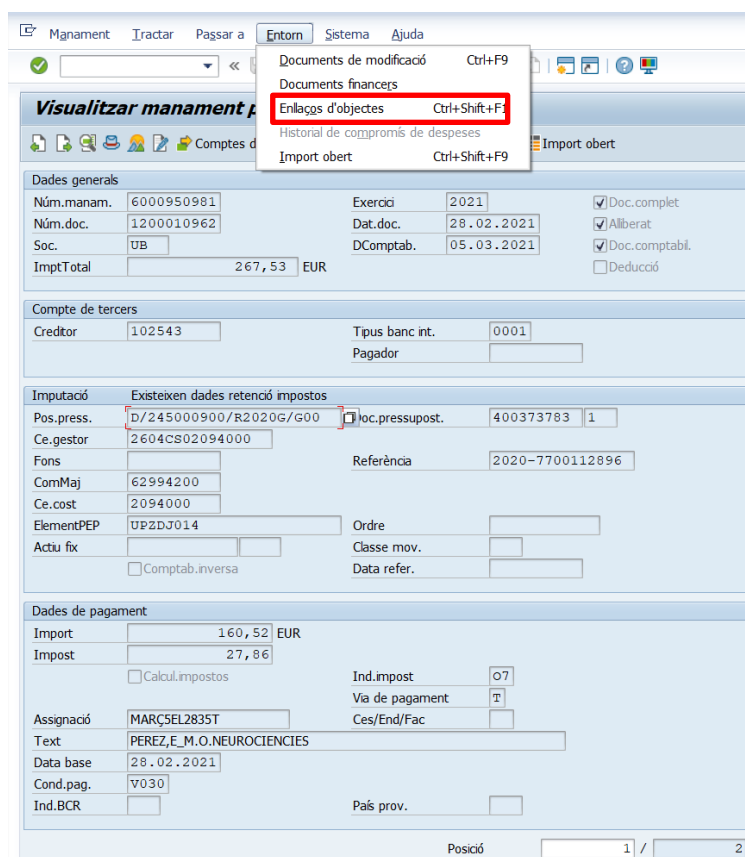 Manament Tractar Passar a Entorn Sistema Ajuda
Documents de modificació Ctrl+F9
Documents financers
Enllaços d'objectes Ctrl+Shift+F1
Historial de compromís de despeses
Import obert Ctrl+Shift+F9
Visualitzar manament
Comptes Import obert
Dades generals
Núm.manam. 6000950981 Exercici 2021 Doc.complet
Núm.doc. 1200010962 Dat.doc. 28.02.2021 Alliberat
Soc. UB DComptab. 05.03.2021 Doc.comptabil.
ImptTotal 267,53 EUR Deducció
Compte de tercers
Creditor 102543 Tipus banc int. 0001
Pagador
Imputació Existeixen dades retenció impostos
Pos.press. D/245000900/R2020G/G00 oc.pressupost. 400373783 1
Ce.gestor 2604CS02094000
Fons Referència 2020-7700112896
ComMaj 62994200
Ce.cost 2094000
ElementPEP UPZDJ014 Ordre
Actiu fix Classe mov.
Comptab.inversa Data refer.
Dades de pagament
Import 160,52 EUR
Impost 27,86
Calcul.impostos Ind.impost O7
Via de pagament T
Assignació MARÇ5EL2835T Ces/End/Fac
Text PEREZ,E_M.O.NEUROCIENCIES
Data base 28.02.2021
Cond.pag. V030
Ind.BCR País prov.
Posició 1 / 2